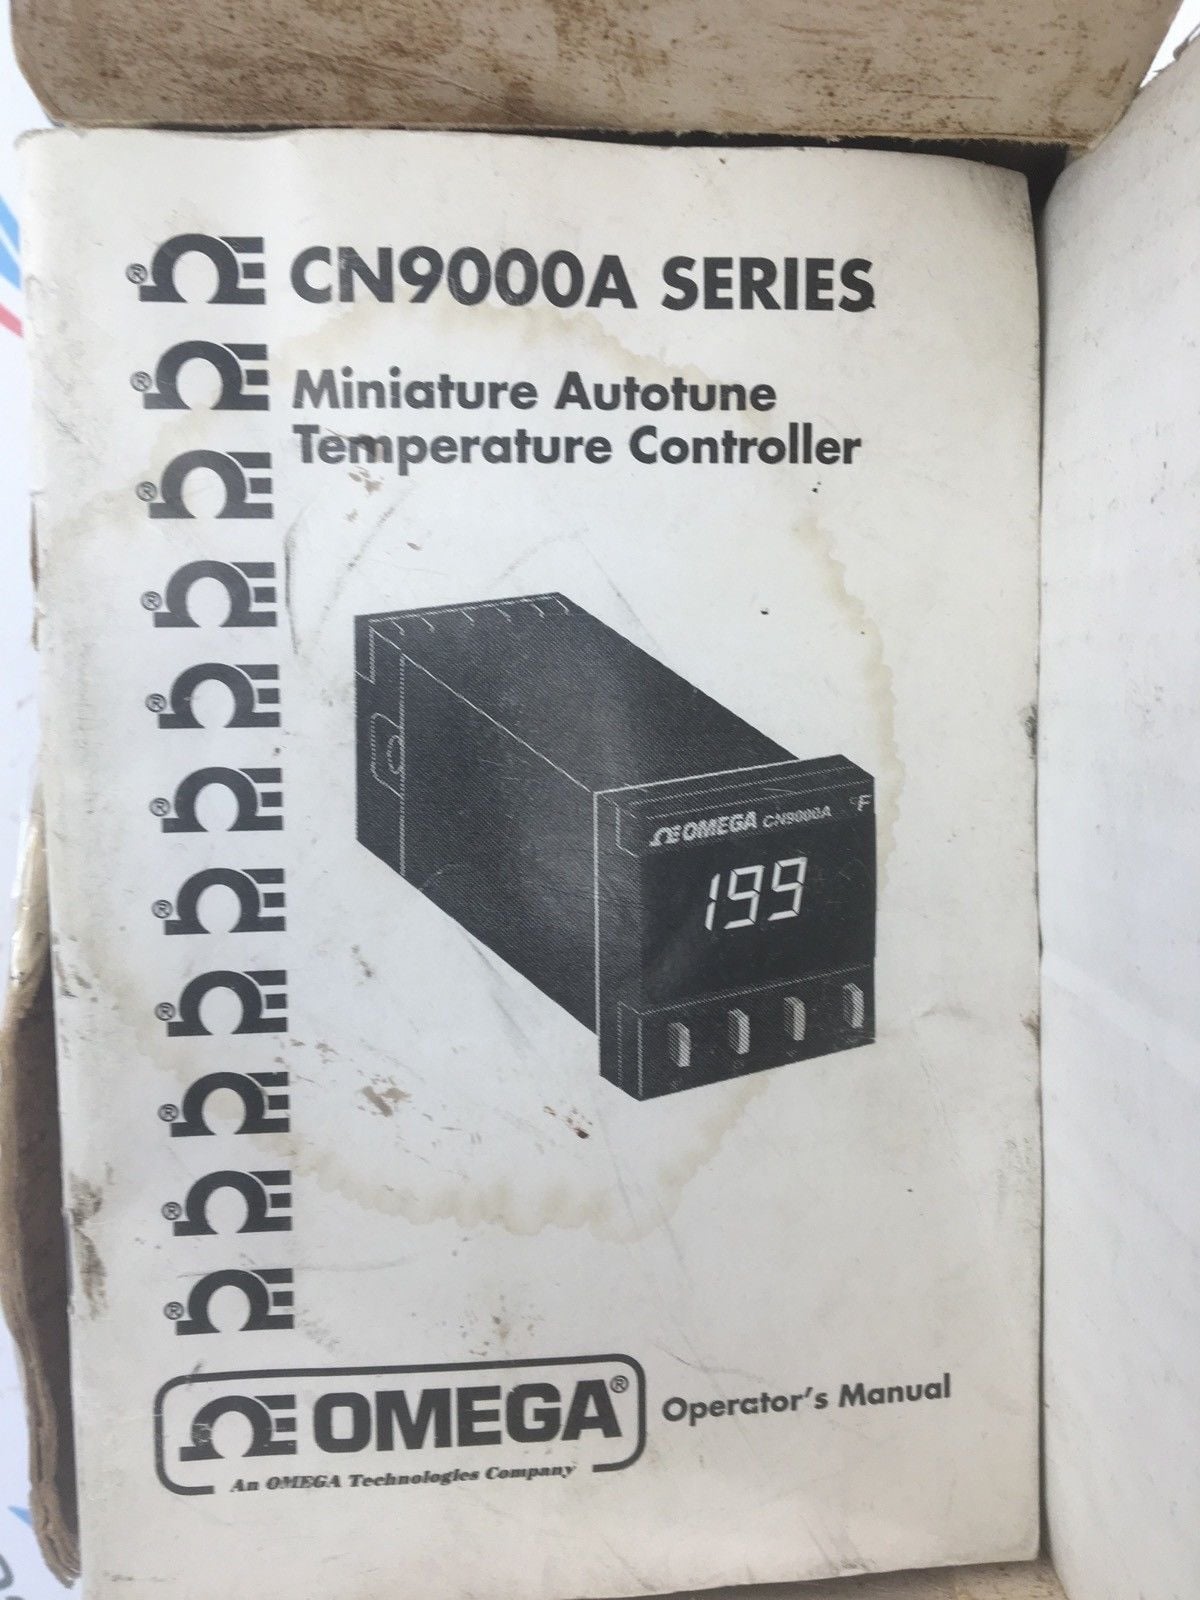 ® CN9000A SERIES
® Miniature Autotune
Temperature Controller
®
®
®
®
®
®
®
®
®
OMEGA CN9000A °F
199
OMEGA® Operator's Manual
An OMEGA Technologies Company